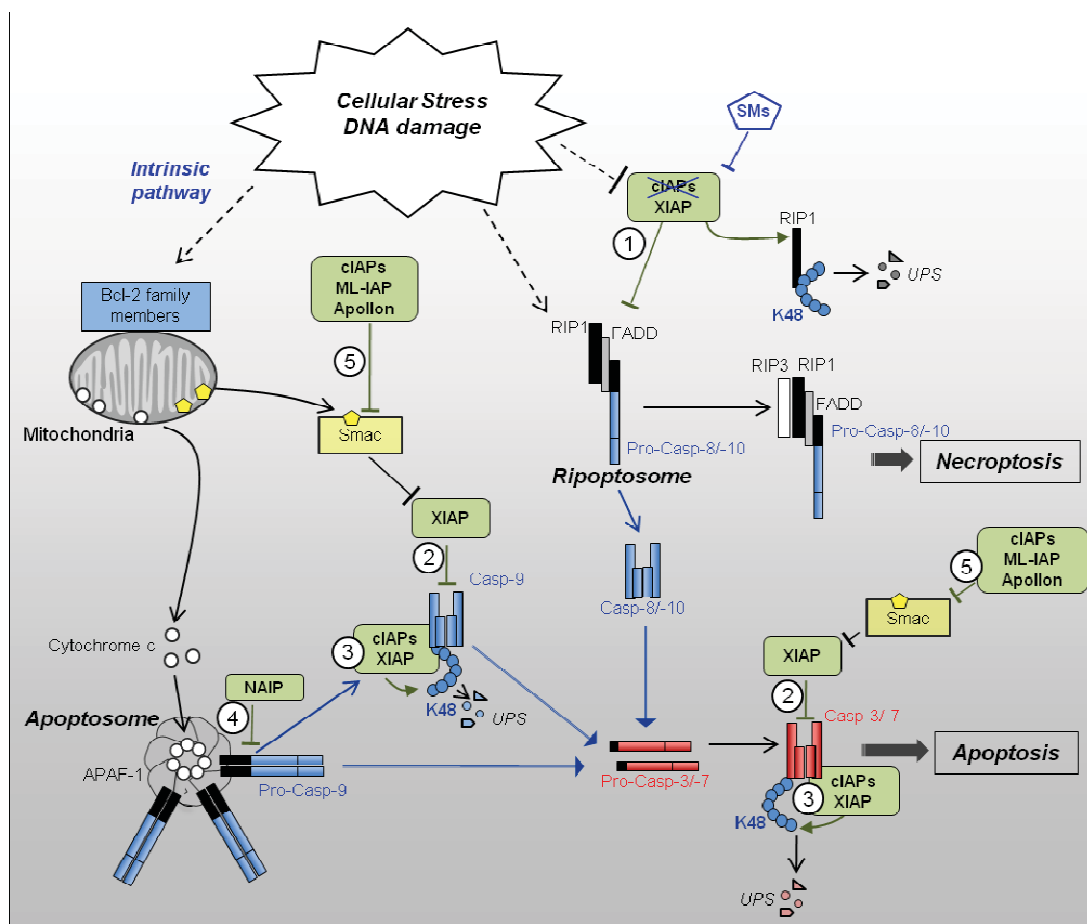 Cellular Stress
DNA damage
SMs
Intrinsic
pathway
cIAPs
XIAP
RIP1
1
UPS
K48
cIAPs
ML-IAP
Apollon
Bcl-2 family
members
RIP1
FADD
5
RIP3
RIP1
FADD
Mitochondria
Smac
Pro-Casp-8/-10
Pro-Casp-8/-10
Ripoptosome
Necroptosis
XIAP
2
Casp-9
cIAPs
ML-IAP
Apollon
5
Casp-8/-10
Smac
Cytochrome c
cIAPs
XIAP
3
XIAP
NAIP
K48
UPS
2
Apoptosome
4
Casp-3/-7
APAF-1
Apoptosis
Pro-Casp-9
Pro-Casp-3/-7
cIAPs
XIAP
3
K48
UPS